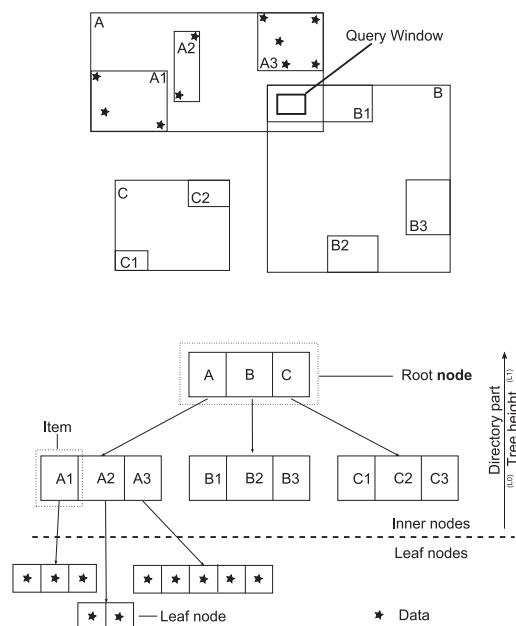 A
A2
A1
A3
Query Window
B
B1
B2
B3
C
C2
C1
A B C
Root node
Item
A1 A2 A3
B1 B2 B3
C1 C2 C3
Directory part
Tree height
(L0) (L1)
Inner nodes
Leaf nodes
Leaf node
Data